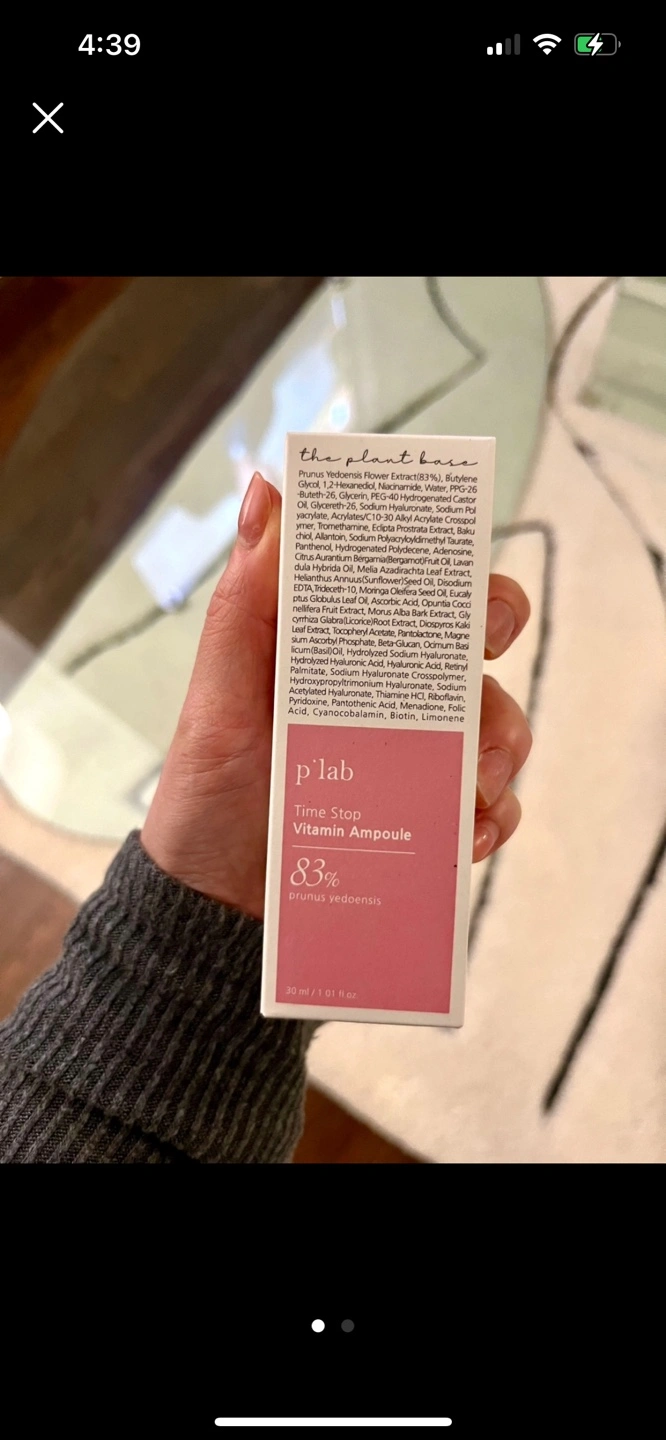 4:39
the plant base
Prunus Yedoensis Flower Extract(83%), Butylene
Glycol, 1,2-Hexanediol, Niacinamide, Water, PPG-26
-Buteth-26, Glycerin, PEG-40 Hydrogenated Castor
Oil, Glycereth-26, Sodium Hyaluronate, Sodium Pol
yacrylate, Acrylates/C10-30 Alkyl Acrylate Crosspol
ymer, Tromethamine, Eclipta Prostrata Extract, Baku
chiol, Allantoin, Sodium Polyacryloyldimethyl Taurate,
Panthenol, Hydrogenated Polydecene, Adenosine,
Citrus Aurantium Bergamia(Bergamot)Fruit Oil, Lavan
dula Hybrida Oil, Melia Azadirachta Leaf Extract,
Helianthus Annuus(Sunflower)Seed Oil, Disodium
EDTA,Trideceth-10, Moringa Oleifera Seed Oil, Eucaly
ptus Globulus Leaf Oil, Ascorbic Acid, Opuntia Cocci
nellifera Fruit Extract, Morus Alba Bark Extract, Gly
cyrrhiza Glabra(Licorice)Root Extract, Diospyros Kaki
Leaf Extract, Tocopheryl Acetate, Pantolactone, Magne
sium Ascorbyl Phosphate, Beta-Glucan, Ocimum Basi
licum(Basil)Oil, Hydrolyzed Sodium Hyaluronate,
Hydrolyzed Hyaluronic Acid, Hyaluronic Acid, Retinyl
Palmitate, Sodium Hyaluronate Crosspolymer,
Hydroxypropyltrimonium Hyaluronate, Sodium
Acetylated Hyaluronate, Thiamine HCl, Riboflavin,
Pyridoxine, Pantothenic Acid, Menadione, Folic
Acid, Cyanocobalamin, Biotin, Limonene
p'lab
Time Stop
Vitamin Ampoule
83%
prunus yedoensis
30 ml / 1.01 fl.oz